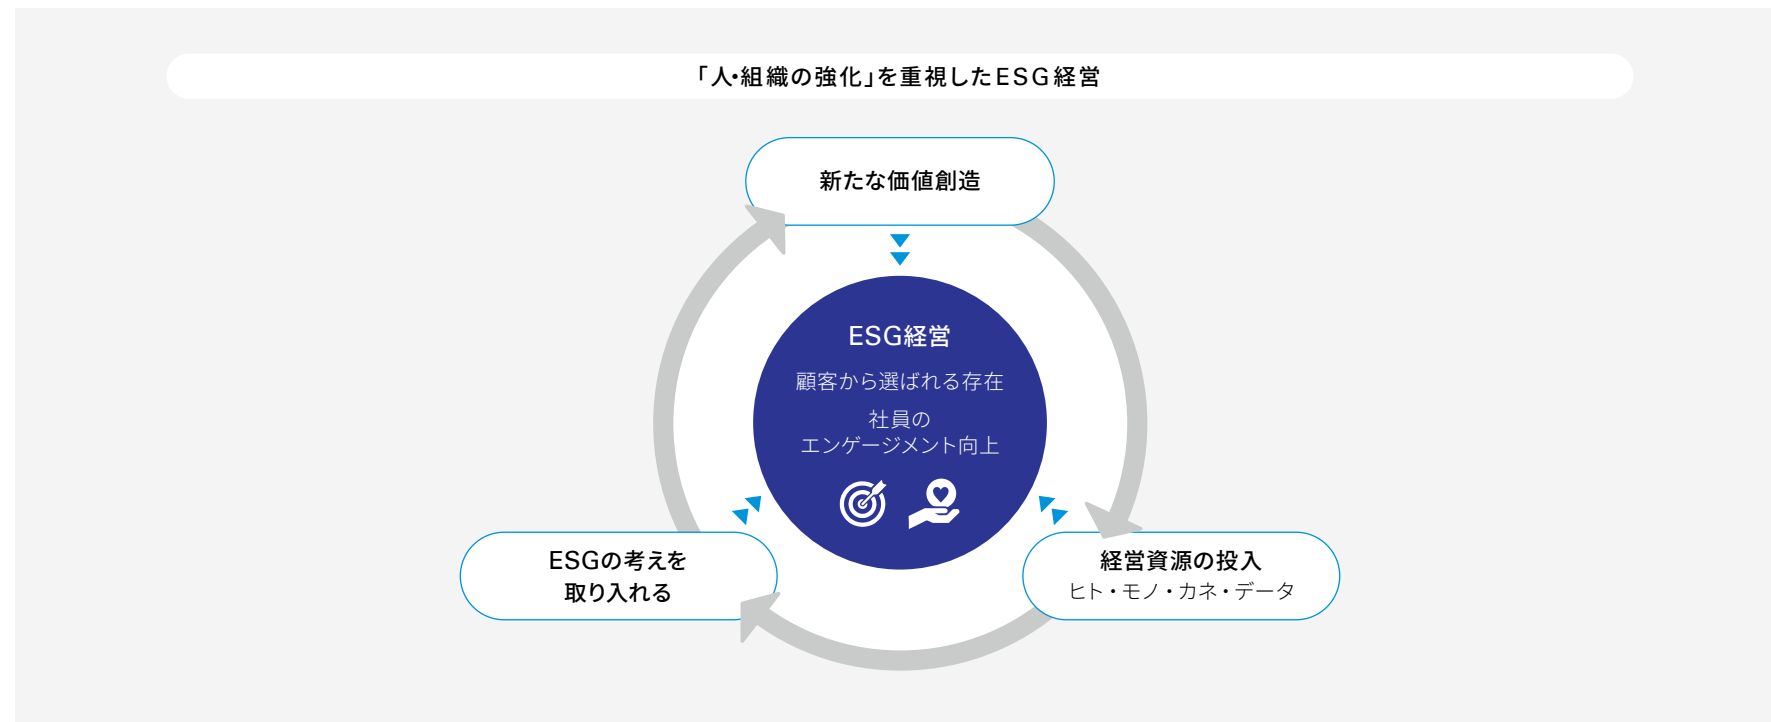 「人・組織の強化」を重視したESG経営
新たな価値創造
ESG経営
顧客から選ばれる存在
社員の
エンゲージメント向上
ESGの考えを
取り入れる
経営資源の投入
ヒト・モノ・カネ・データ